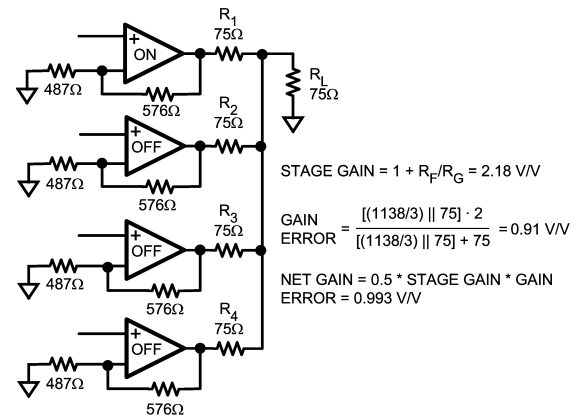 R1
75Ω
+
ON
RL
75Ω
487Ω
576Ω
R2
75Ω
+
OFF
487Ω
576Ω
STAGE GAIN = 1 + RF/RG = 2.18 V/V
R3
75Ω
GAIN ERROR = [(1138/3) || 75] · 2 / [(1138/3) || 75] + 75 = 0.91 V/V
+
OFF
487Ω
576Ω
NET GAIN = 0.5 * STAGE GAIN * GAIN
ERROR = 0.993 V/V
R4
75Ω
+
OFF
487Ω
576Ω